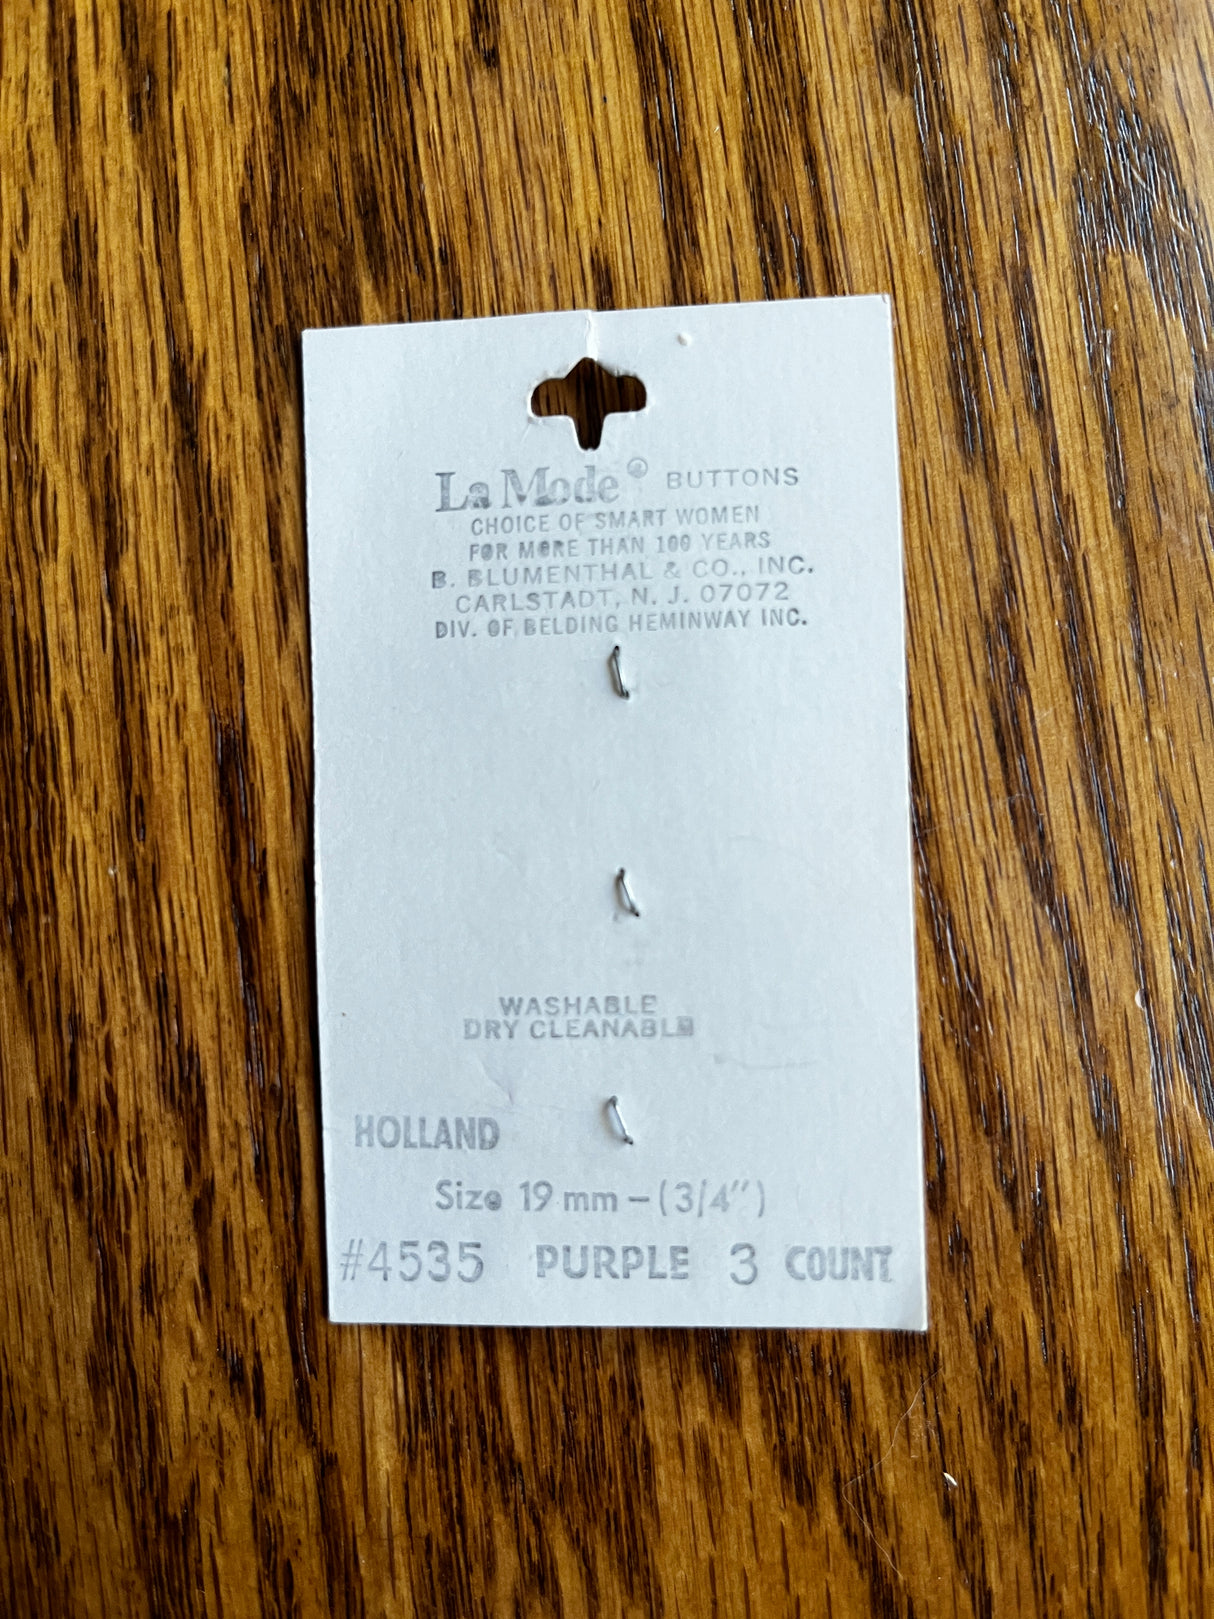 La Mode® BUTTONS
CHOICE OF SMART WOMEN
FOR MORE THAN 100 YEARS
B. BLUMENTHAL & CO., INC.
CARLSTADT, N. J. 07072
DIV. OF BELDING HEMINWAY INC.
WASHABLE
DRY CLEANABLE
HOLLAND
Size 19 mm – (3/4")
#4535 PURPLE 3 COUNT